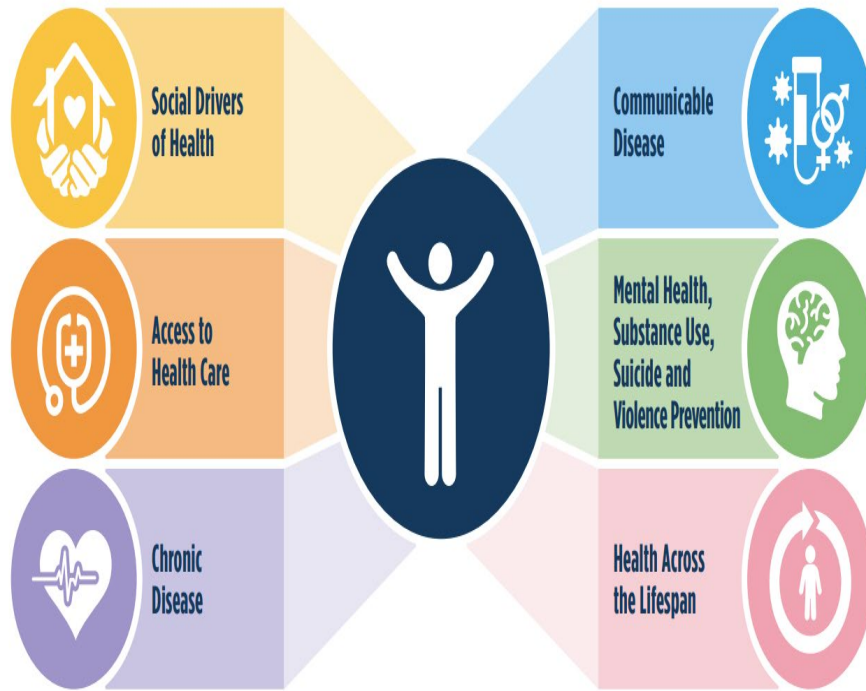 Social Drivers
of Health
Access to
Health Care
Chronic
Disease
Communicable
Disease
Mental Health,
Substance Use,
Suicide and
Violence Prevention
Health Across
the Lifespan